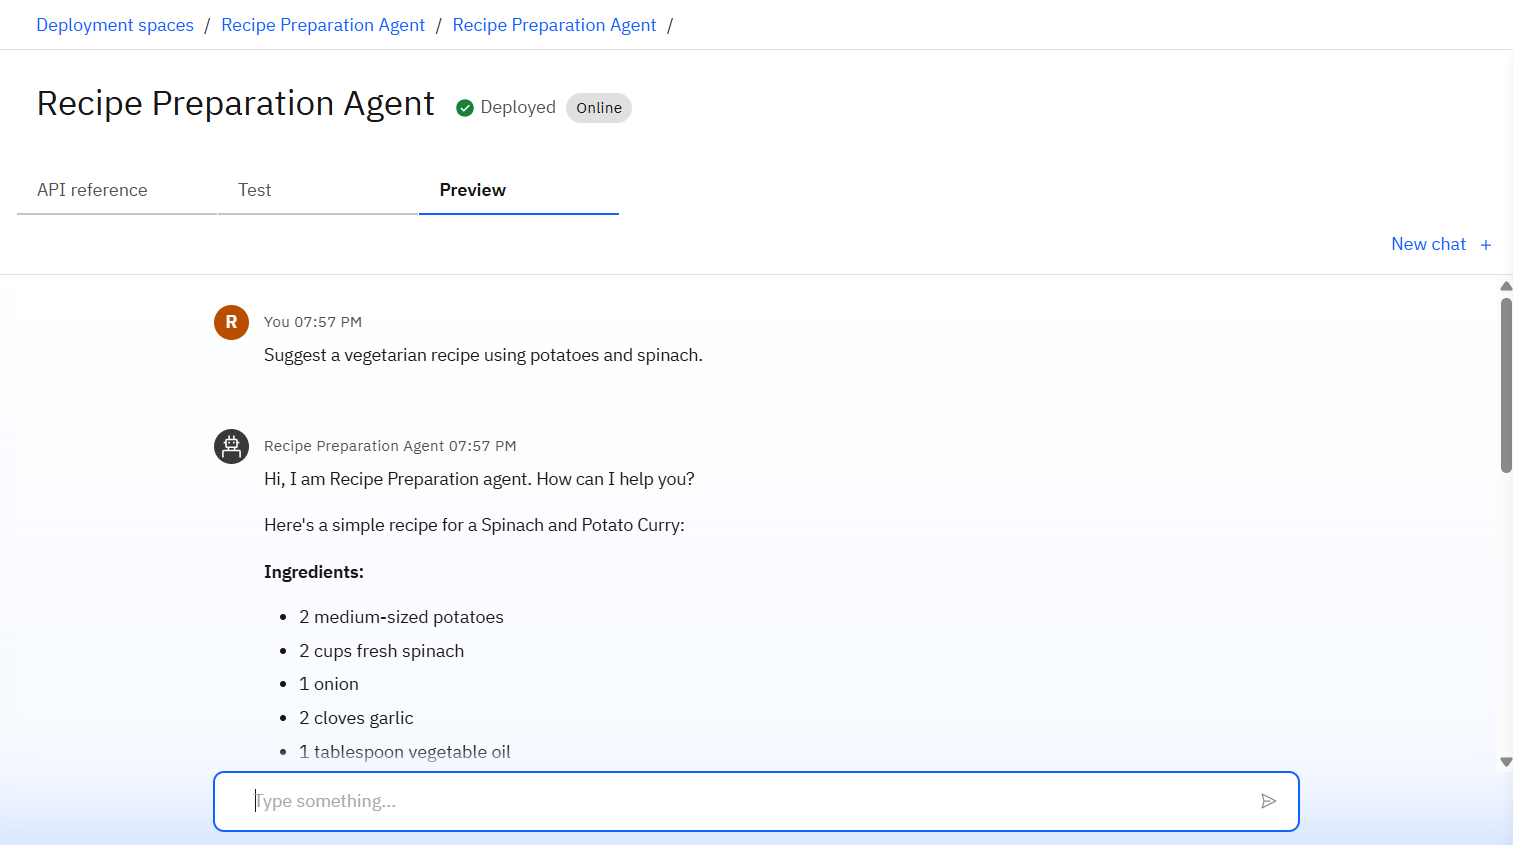 Deployment spaces / Recipe Preparation Agent / Recipe Preparation Agent /
Recipe Preparation Agent Deployed Online
API reference Test Preview
New chat +
R You 07:57 PM
Suggest a vegetarian recipe using potatoes and spinach.
Recipe Preparation Agent 07:57 PM
Hi, I am Recipe Preparation agent. How can I help you?
Here's a simple recipe for a Spinach and Potato Curry:
Ingredients:
• 2 medium-sized potatoes
• 2 cups fresh spinach
• 1 onion
• 2 cloves garlic
• 1 tablespoon vegetable oil
Type something...